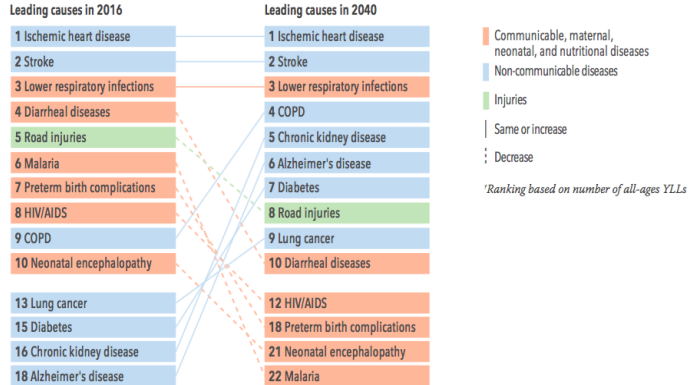 Leading causes in 2016
1 Ischemic heart disease
2 Stroke
3 Lower respiratory infections
4 Diarrheal diseases
5 Road injuries
6 Malaria
7 Preterm birth complications
8 HIV/AIDS
9 COPD
10 Neonatal encephalopathy
13 Lung cancer
15 Diabetes
16 Chronic kidney disease
18 Alzheimer's disease
Leading causes in 2040
1 Ischemic heart disease
2 Stroke
3 Lower respiratory infections
4 COPD
5 Chronic kidney disease
6 Alzheimer's disease
7 Diabetes
8 Road injuries
9 Lung cancer
10 Diarrheal diseases
12 HIV/AIDS
18 Preterm birth complications
21 Neonatal encephalopathy
22 Malaria
Communicable, maternal,
neonatal, and nutritional diseases
Non-communicable diseases
Injuries
Same or increase
Decrease
'Ranking based on number of all-ages YLLs